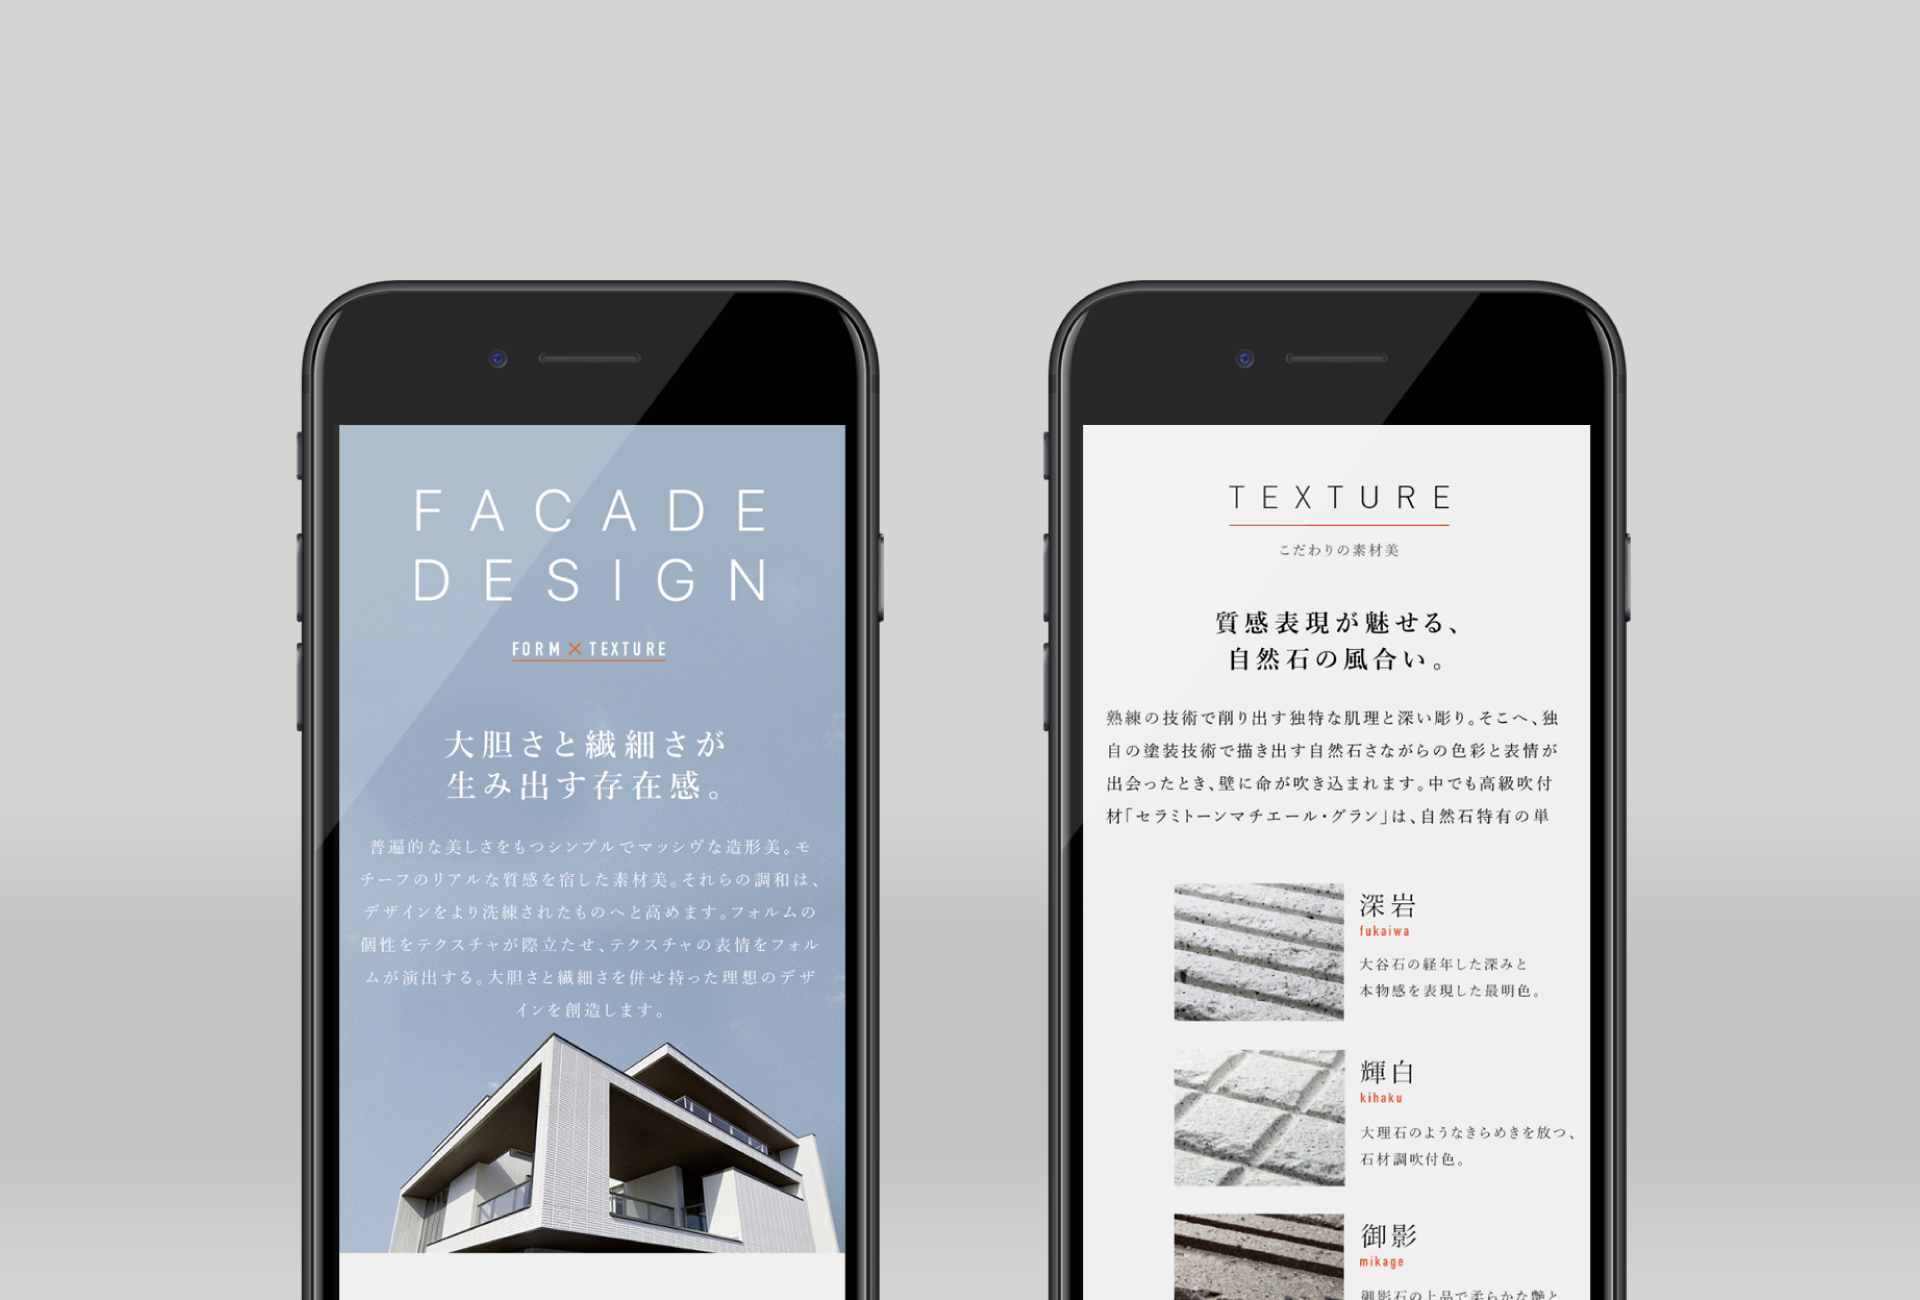 FACADE
DESIGN
FORM × TEXTURE
大胆さと繊細さが
生み出す存在感。
普遍的な美しさをもつシンプルでマッシヴな造形美。モ
チーフのリアルな質感を宿した素材美。それらの調和は、
デザインをより洗練されたものへと高めます。フォルムの
個性をテクスチャが際立たせ、テクスチャの表情をフォル
ムが演出する。大胆さと繊細さを併せ持った理想のデザ
インを創造します。
TEXTURE
こだわりの素材美
質感表現が魅せる、
自然石の風合い。
熟練の技術で削り出す独特な肌理と深い彫り。そこへ、独
自の塗装技術で描き出す自然石さながらの色彩と表情が
出会ったとき、壁に命が吹き込まれます。中でも高級吹付
材「セラミトーンマチエール・グラン」は、自然石特有の単
深岩
fukaiwa
大谷石の経年した深みと
本物感を表現した最明色。
輝白
kihaku
大理石のようなきらめきを放つ、
石材調吹付色。
御影
mikage
御影石の上品で柔らかな艶と